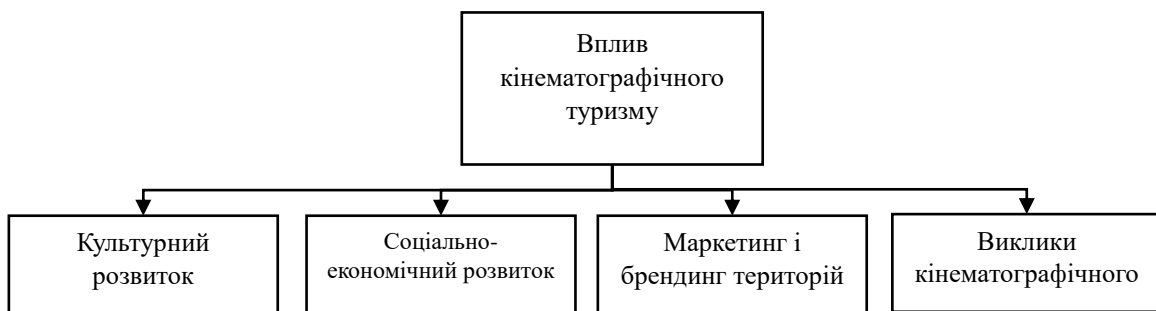 Вплив
кінематографічного
туризму
Культурний
розвиток
Соціально-
економічний розвиток
Маркетинг і
брендинг територій
Виклики
кінематографічного